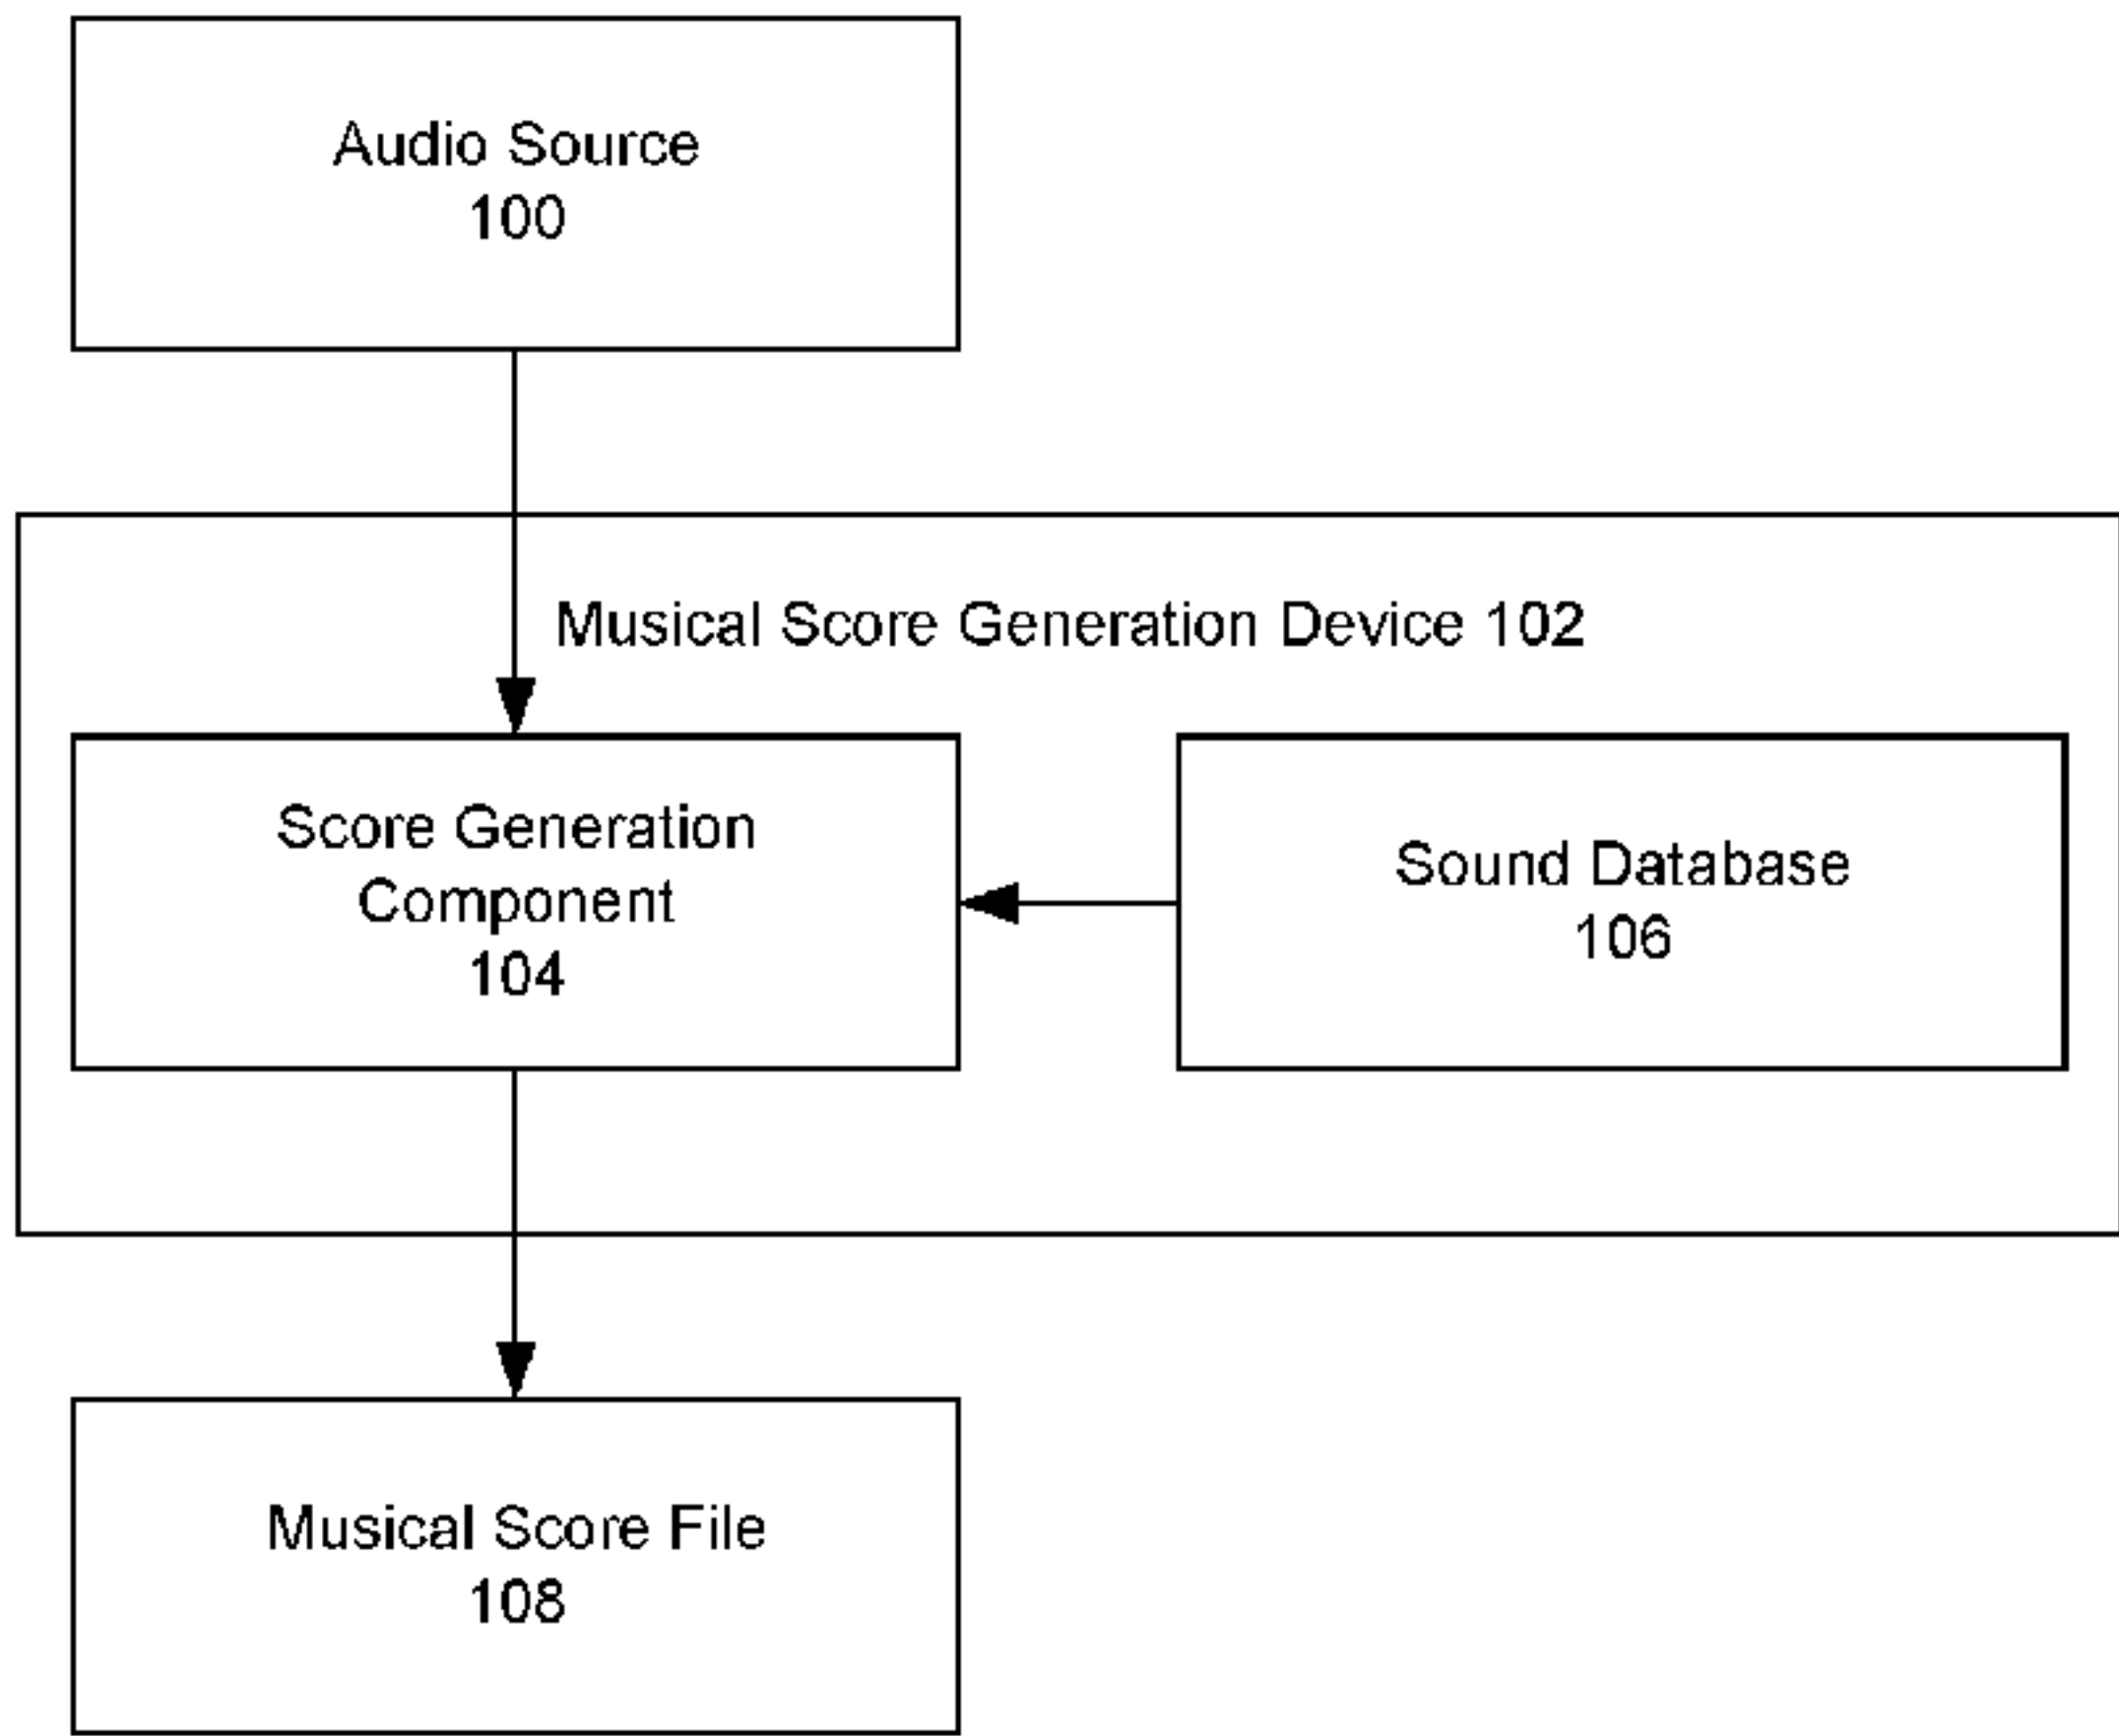 Audio Source
100
Musical Score Generation Device 102
Score Generation
Component
104
Sound Database
106
Musical Score File
108